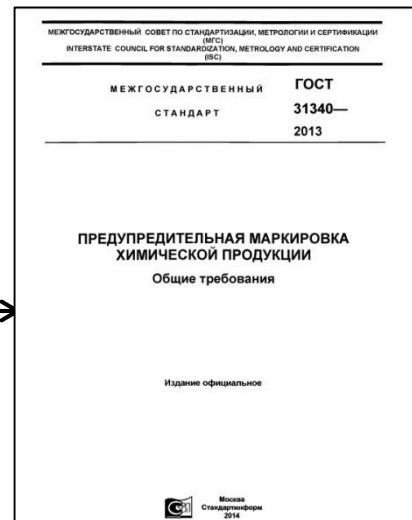 МЕЖГОСУДАРСТВЕННЫЙ СОВЕТ ПО СТАНДАРТИЗАЦИИ, МЕТРОЛОГИИ И СЕРТИФИКАЦИИ
(МГС)
INTERSTATE COUNCIL FOR STANDARDIZATION, METROLOGY AND CERTIFICATION
(ISC)
МЕЖГОСУДАРСТВЕННЫЙ
СТАНДАРТ
ГОСТ
31340—
2013
ПРЕДУПРЕДИТЕЛЬНАЯ МАРКИРОВКА
ХИМИЧЕСКОЙ ПРОДУКЦИИ
Общие требования
Издание официальное
Москва
Стандартинформ
2014